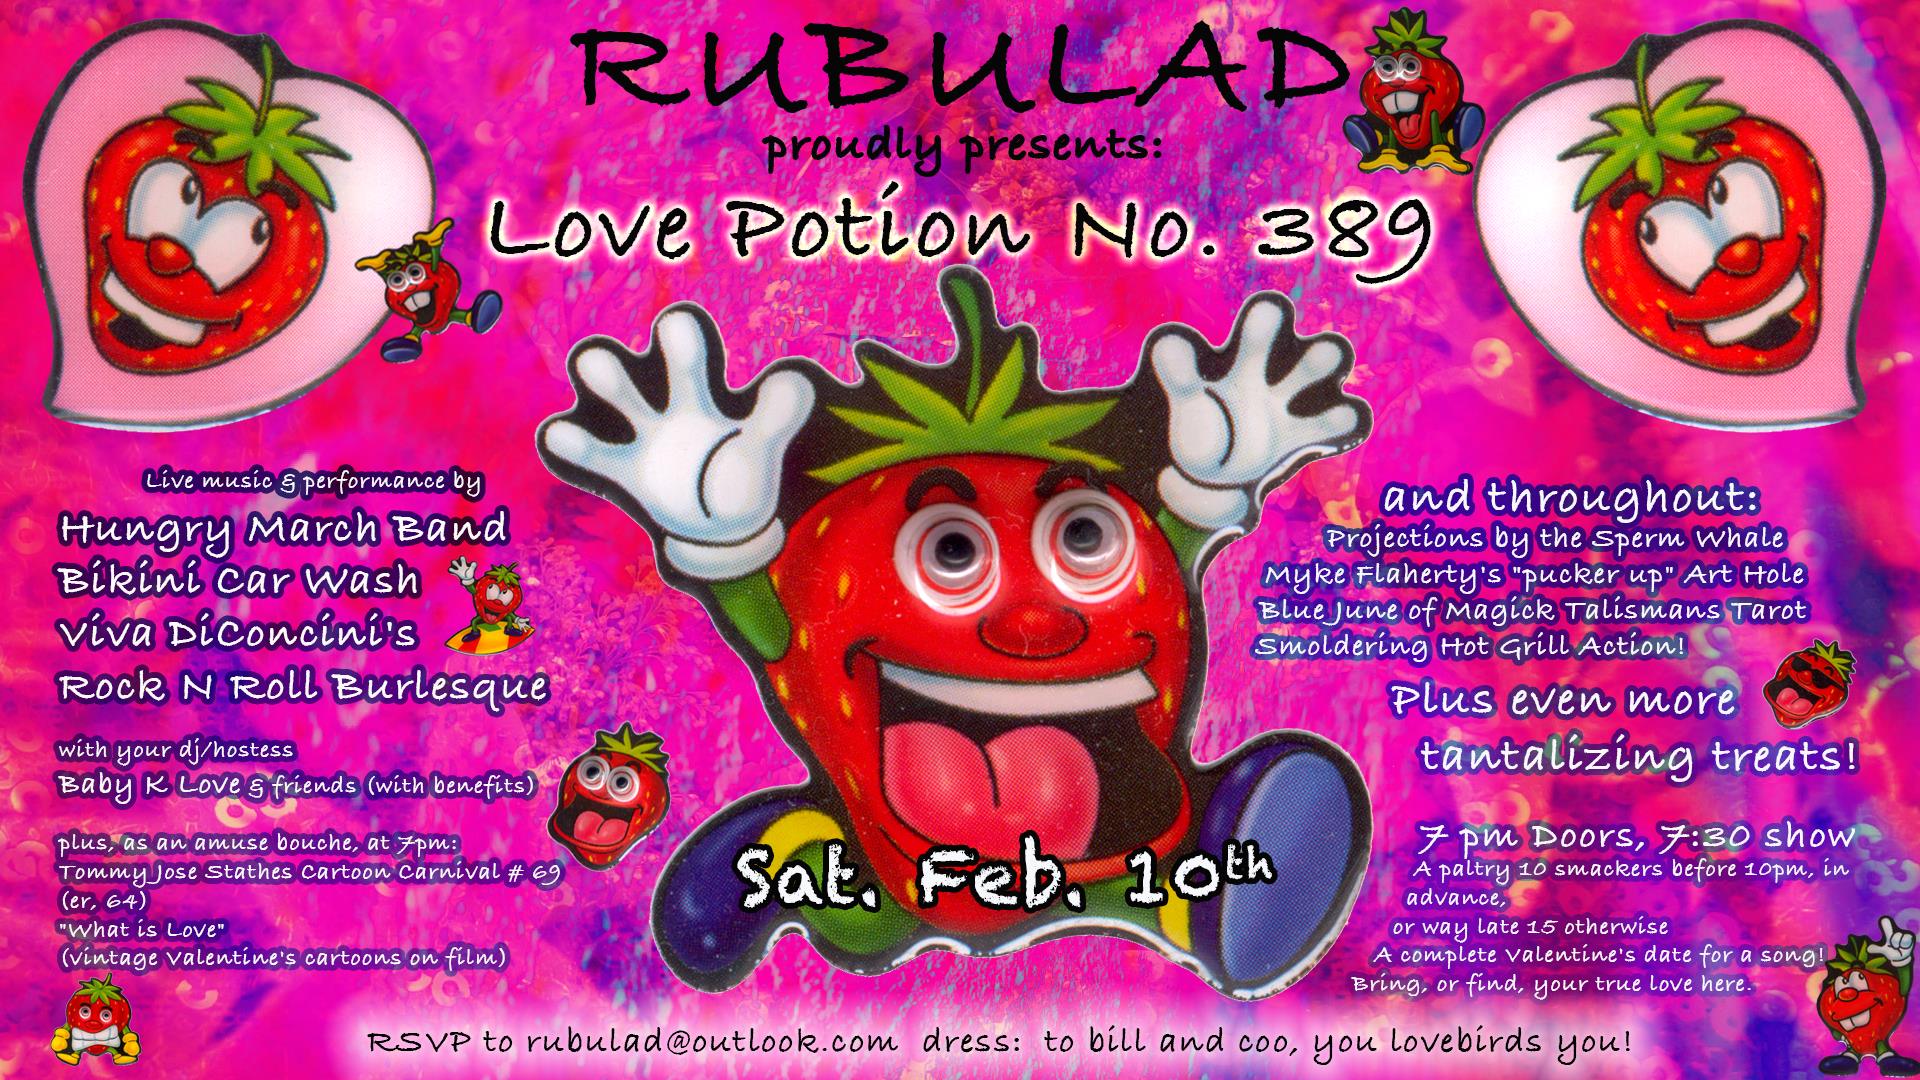 RUBULAD
proudly presents:
Love Potion No. 389
Live music & performance by
Hungry March Band
Bikini Car Wash
Viva DiConcini's
Rock N Roll Burlesque
with your dj/hostess
Baby K Love & friends (with benefits)
plus, as an amuse bouche, at 7pm:
Tommy Jose Stathes Cartoon Carnival # 69
(er, 64)
"What is Love"
(vintage Valentine's cartoons on film)
Sat. Feb. 10th
and throughout:
Projections by the Sperm Whale
Myke Flaherty's "pucker up" Art Hole
Blue June of Magick Talismans Tarot
Smoldering Hot Grill Action!
Plus even more
tantalizing treats!
7 pm Doors, 7:30 show
A paltry 10 smackers before 10pm, in
advance,
or way late 15 otherwise
A complete Valentine's date for a song!
Bring, or find, your true love here.
RSVP to rubulad@outlook.com dress: to bill and coo, you lovebirds you!